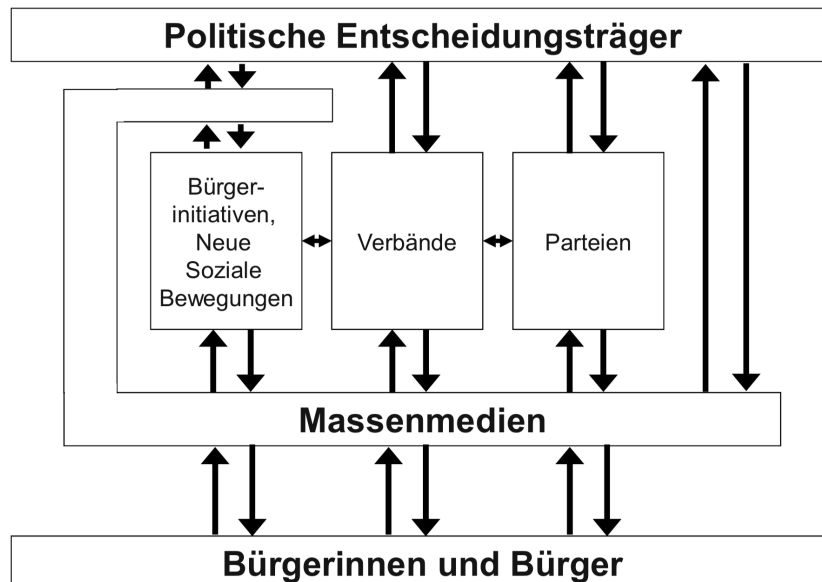 Politische Entscheidungsträger
Bürger-
initiativen,
Neue
Soziale
Bewegungen
Verbände
Parteien
Massenmedien
Bürgerinnen und Bürger